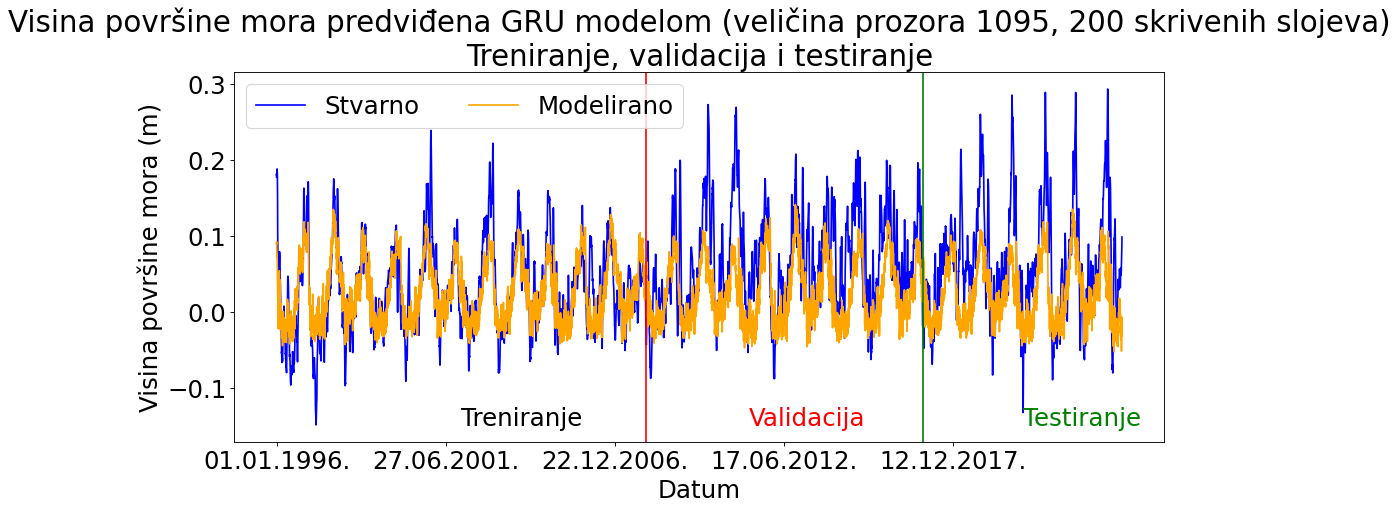 Visina površine mora predviđena GRU modelom (veličina prozora 1095, 200 skrivenih slojeva)
Treniranje, validacija i testiranje
Stvarno
Modelirano
Visina površine mora (m)
0.3
0.2
0.1
0.0
−0.1
Treniranje
Validacija
Testiranje
01.01.1996.
27.06.2001.
22.12.2006.
17.06.2012.
12.12.2017.
Datum